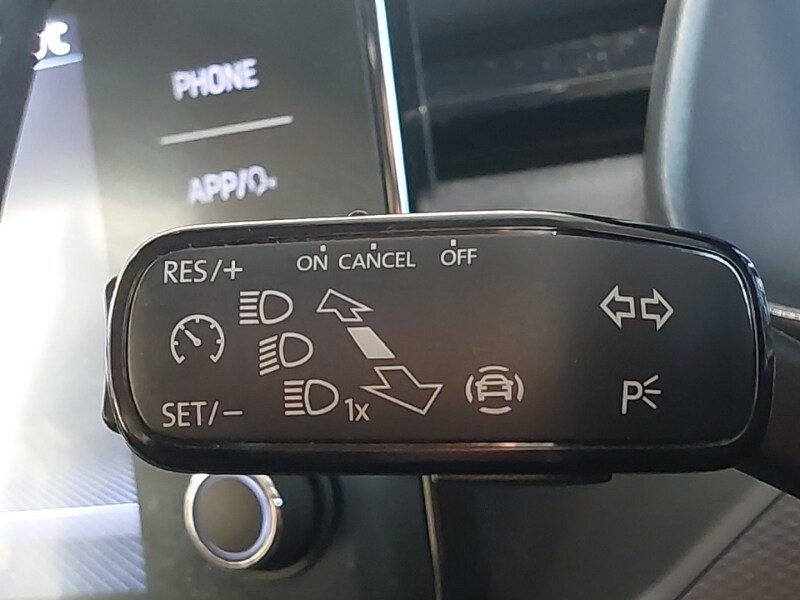 PHONE
APP/
RES/+
ON CANCEL OFF
SET/−
1x
P